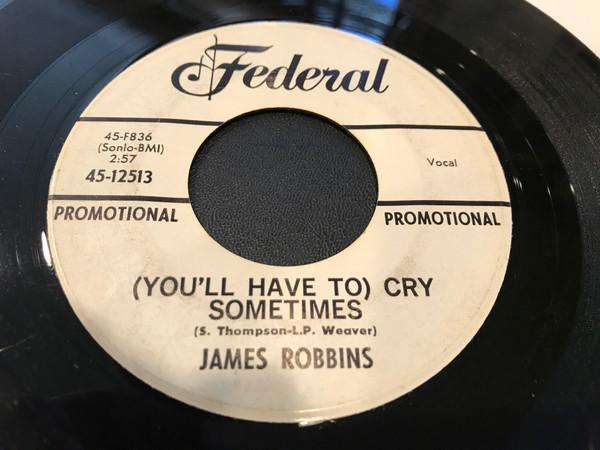 Federal
45-F836
(Sonlo-BMI)
2:57
45-12513
Vocal
PROMOTIONAL
PROMOTIONAL
(YOU'LL HAVE TO) CRY
SOMETIMES
(S. Thompson-L.P. Weaver)
JAMES ROBBINS